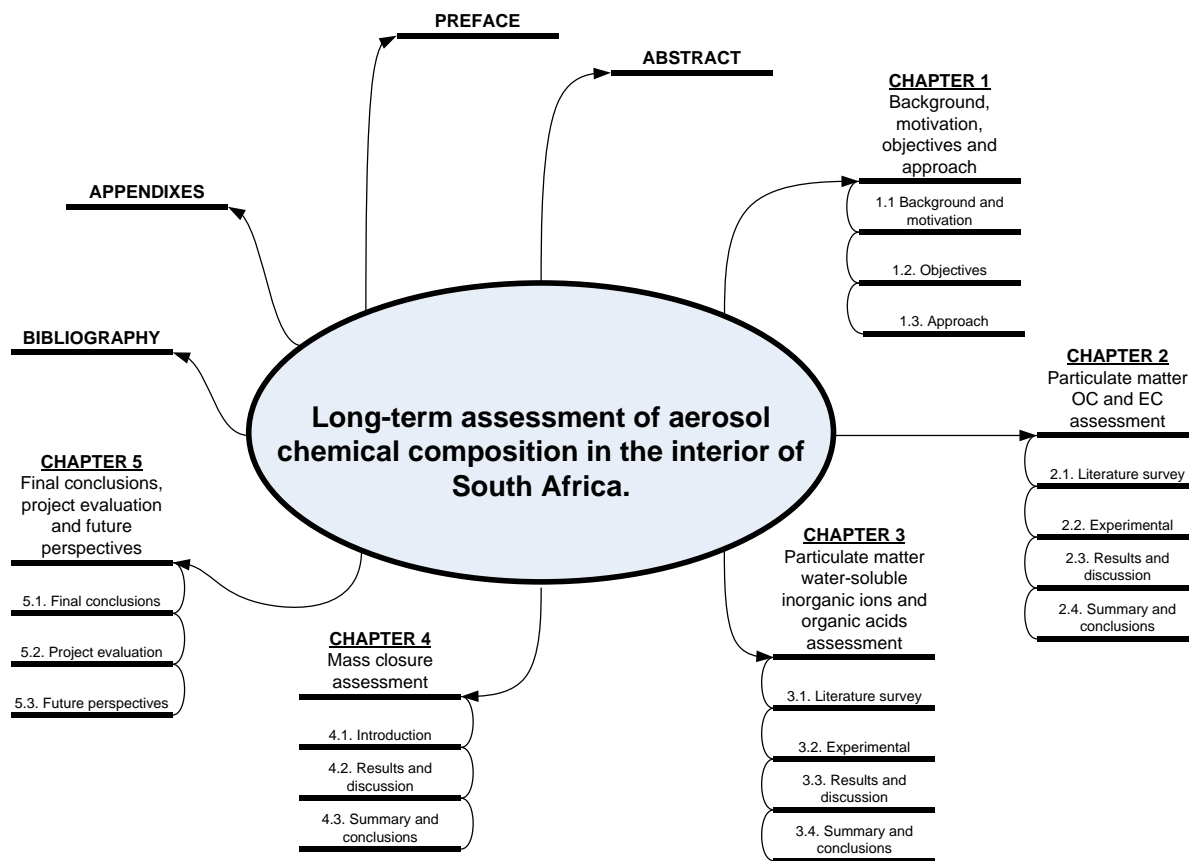 PREFACE
ABSTRACT
CHAPTER 1
Background,
motivation,
objectives and
approach
1.1 Background and
motivation
1.2. Objectives
1.3. Approach
CHAPTER 2
Particulate matter
OC and EC
assessment
2.1. Literature survey
2.2. Experimental
2.3. Results and
discussion
2.4. Summary and
conclusions
CHAPTER 3
Particulate matter
water-soluble
inorganic ions and
organic acids
assessment
3.1. Literature survey
3.2. Experimental
3.3. Results and
discussion
3.4. Summary and
conclusions
CHAPTER 4
Mass closure
assessment
4.1. Introduction
4.2. Results and
discussion
4.3. Summary and
conclusions
CHAPTER 5
Final conclusions,
project evaluation
and future
perspectives
5.1. Final conclusions
5.2. Project evaluation
5.3. Future perspectives
BIBLIOGRAPHY
APPENDIXES
Long-term assessment of aerosol
chemical composition in the interior of
South Africa.